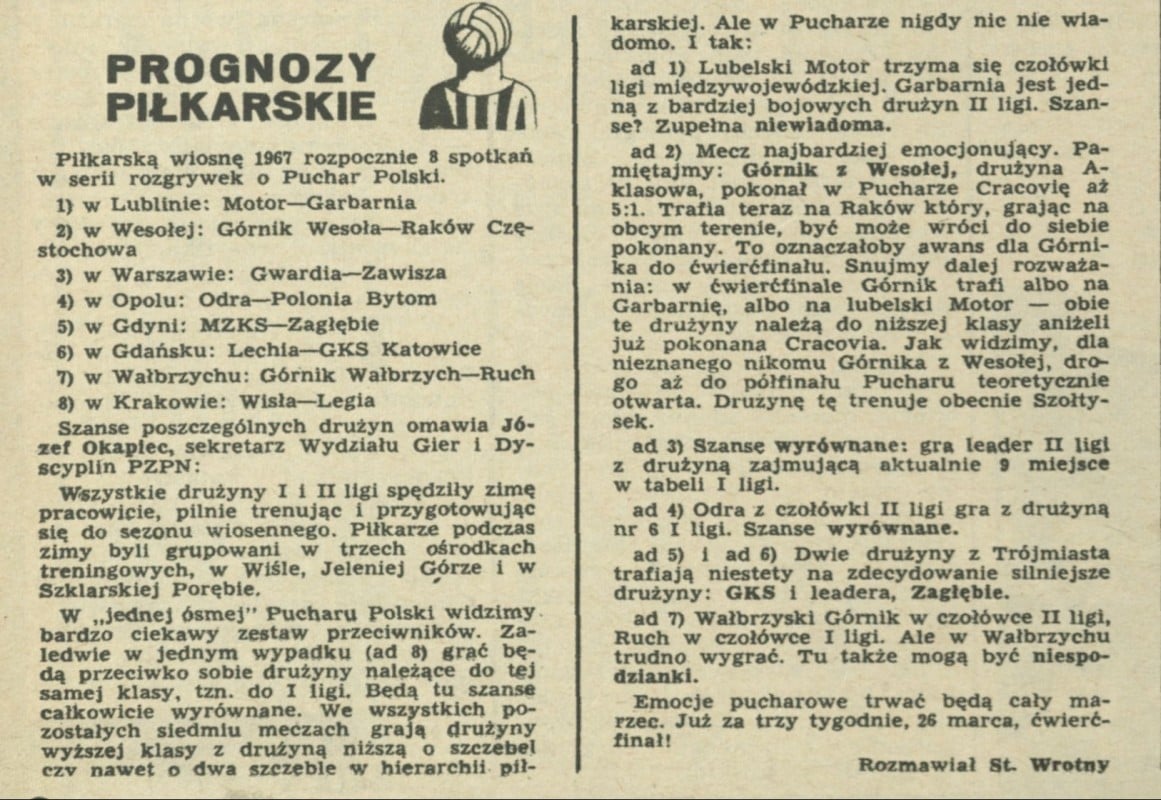 PROGNOZY
PIŁKARSKIE
Piłkarską wiosnę 1967 rozpocznie 8 spotkań
w serii rozgrywek o Puchar Polski.
1) w Lublinie: Motor—Garbarnia
2) w Wesołej: Górnik Wesoła—Raków Czę-
stochowa
3) w Warszawie: Gwardia—Zawisza
4) w Opolu: Odra—Polonia Bytom
5) w Gdyni: MZKS—Zagłębie
6) w Gdańsku: Lechia—GKS Katowice
7) w Wałbrzychu: Górnik Wałbrzych—Ruch
8) w Krakowie: Wisła—Legia
Szanse poszczególnych drużyn omawia Jó-
zef Okapiec, sekretarz Wydziału Gier i Dy-
scyplin PZPN:
Wszystkie drużyny I i II ligi spędziły zimę
pracowicie, pilnie trenując i przygotowując
się do sezonu wiosennego. Piłkarze podczas
zimy byli grupowani w trzech ośrodkach
treningowych, w Wiśle, Jeleniej Górze i w
Szklarskiej Porębie.
W „jednej ósmej" Pucharu Polski widzimy
bardzo ciekawy zestaw przeciwników. Za-
ledwie w jednym wypadku (ad 8) grać bę-
dą przeciwko sobie drużyny należące do tej
samej klasy, tzn. do I ligi. Będą tu szanse
całkowicie wyrównane. We wszystkich po-
zostałych siedmiu meczach grają drużyny
wyższej klasy z drużyną niższą o szczebel
czy nawet o dwa szczeble w hierarchii pił-
karskiej. Ale w Pucharze nigdy nic nie wia-
domo. I tak:
ad 1) Lubelski Motor trzyma się czołówki
ligi międzywojewódzkiej. Garbarnia jest jed-
ną z bardziej bojowych drużyn II ligi. Szan-
se? Zupełna niewiadoma.
ad 2) Mecz najbardziej emocjonujący. Pa-
miętajmy: Górnik z Wesołej, drużyna A-
klasowa, pokonał w Pucharze Cracovię aż
5:1. Trafia teraz na Raków który, grając na
obcym terenie, być może wróci do siebie
pokonany. To oznaczałoby awans dla Górni-
ka do ćwierćfinału. Snujmy dalej rozważa-
nia: w ćwierćfinale Górnik trafi albo na
Garbarnię, albo na lubelski Motor — obie
te drużyny należą do niższej klasy aniżeli
już pokonana Cracovia. Jak widzimy, dla
nieznanego nikomu Górnika z Wesołej, dro-
go aż do półfinału Pucharu teoretycznie
otwarta. Drużynę tę trenuje obecnie Szołty-
sek.
ad 3) Szansę wyrównane: gra leader II ligi
z drużyną zajmującą aktualnie 9 miejsce
w tabeli I ligi.
ad 4) Odra z czołówki II ligi gra z drużyną
nr 6 I ligi. Szanse wyrównane.
ad 5) i ad 6) Dwie drużyny z Trójmiasta
trafiają niestety na zdecydowanie silniejsze
drużyny: GKS i leadera, Zagłębie.
ad 7) Wałbrzyski Górnik w czołówce II ligi,
Ruch w czołówce I ligi. Ale w Wałbrzychu
trudno wygrać. Tu także mogą być niespo-
dzianki.
Emocje pucharowe trwać będą cały ma-
rzec. Już za trzy tygodnie, 26 marca, ćwierć-
finał!
Rozmawiał St. Wrotny